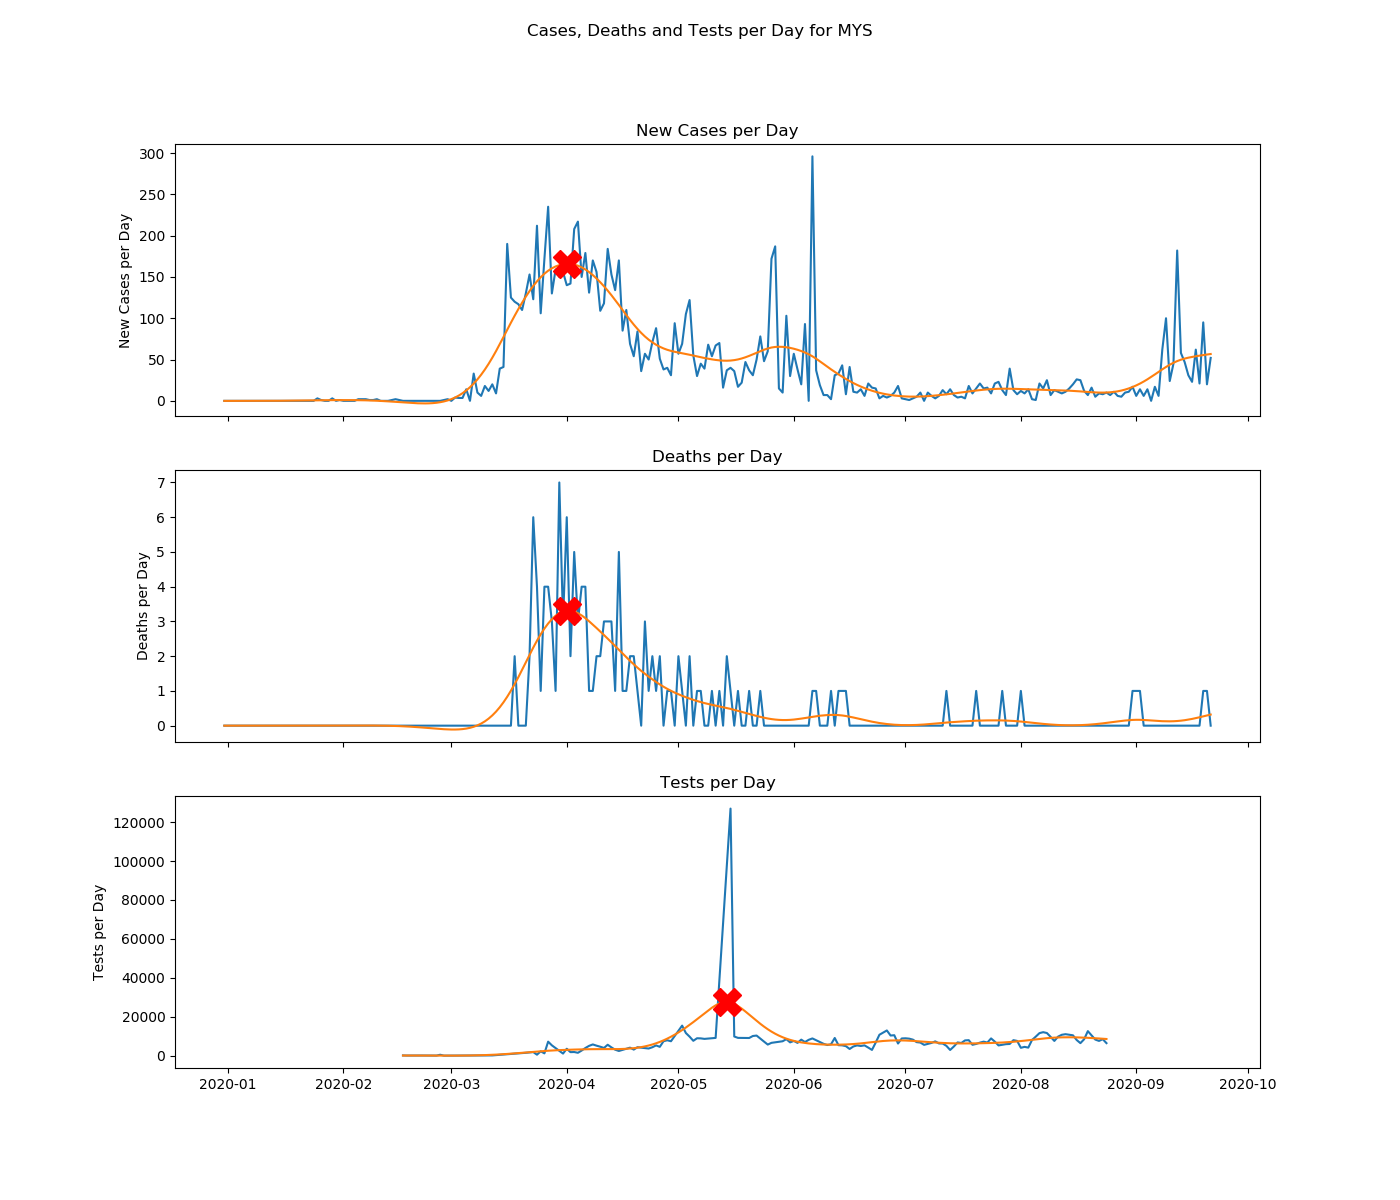 Cases, Deaths and Tests per Day for MYS
New Cases per Day
New Cases per Day
300
250
200
150
100
50
0
Deaths per Day
Deaths per Day
7
6
5
4
3
2
1
0
Tests per Day
Tests per Day
120000
100000
80000
60000
40000
20000
0
2020-01 2020-02 2020-03 2020-04 2020-05 2020-06 2020-07 2020-08 2020-09 2020-10